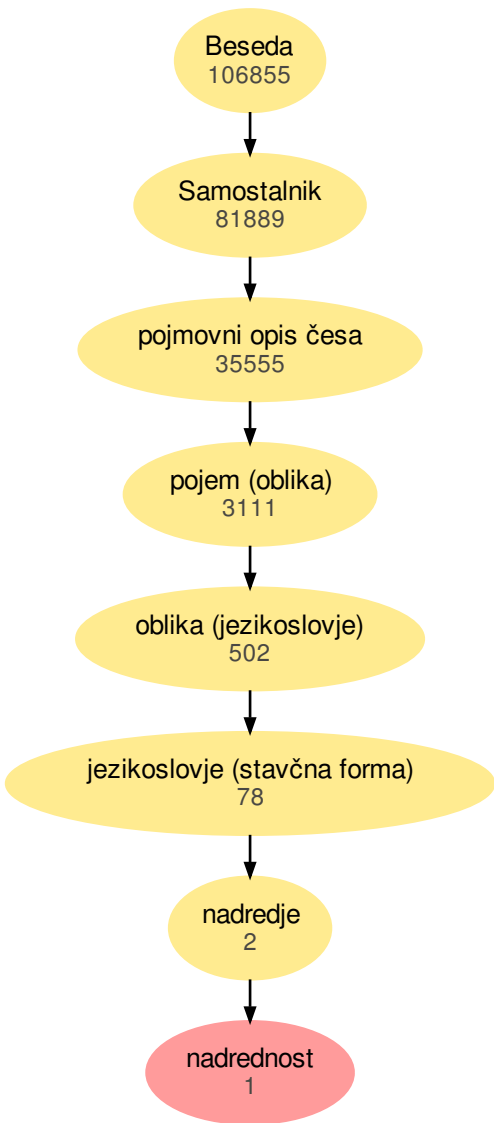 Beseda
106855
Samostalnik
81889
pojmovni opis česa
35555
pojem (oblika)
3111
oblika (jezikoslovje)
502
jezikoslovje (stavčna forma)
78
nadredje
2
nadrednost
1